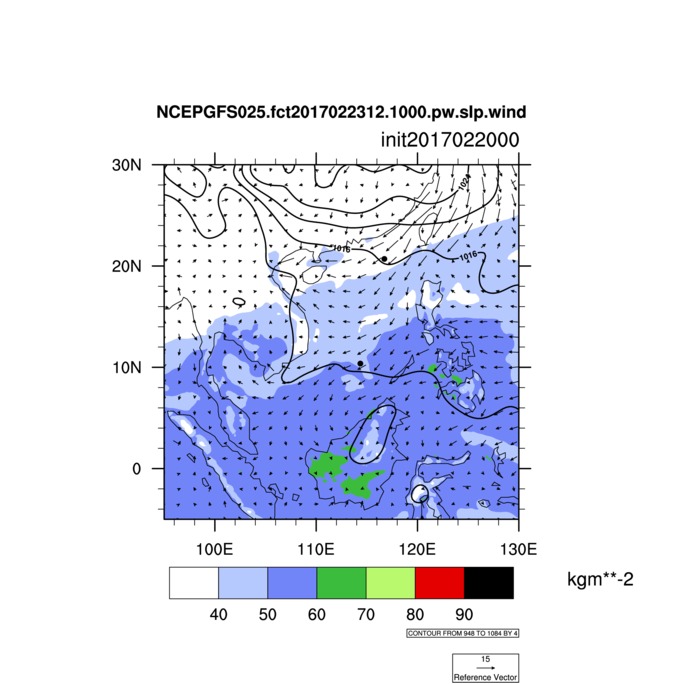 NCEPGFS025.fct2017022312.1000.pw.slp.wind
init2017022000
30N
1024
1016
1016
20N
10N
0
100E 110E 120E 130E
kgm**-2
40 50 60 70 80 90
CONTOUR FROM 948 TO 1084 BY 4
15
Reference Vector